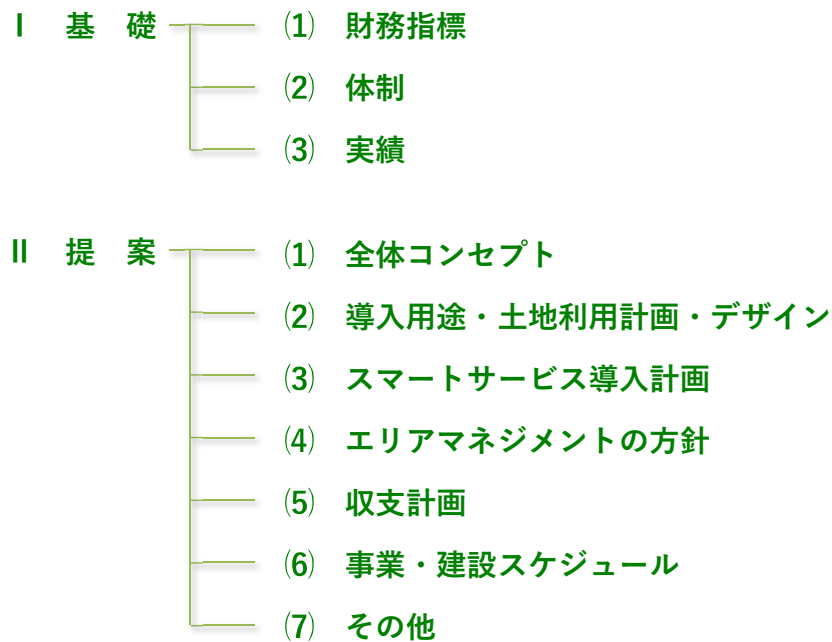 Ⅰ 基 礎 (1) 財務指標
(2) 体制
(3) 実績
Ⅱ 提 案 (1) 全体コンセプト
(2) 導入用途・土地利用計画・デザイン
(3) スマートサービス導入計画
(4) エリアマネジメントの方針
(5) 収支計画
(6) 事業・建設スケジュール
(7) その他